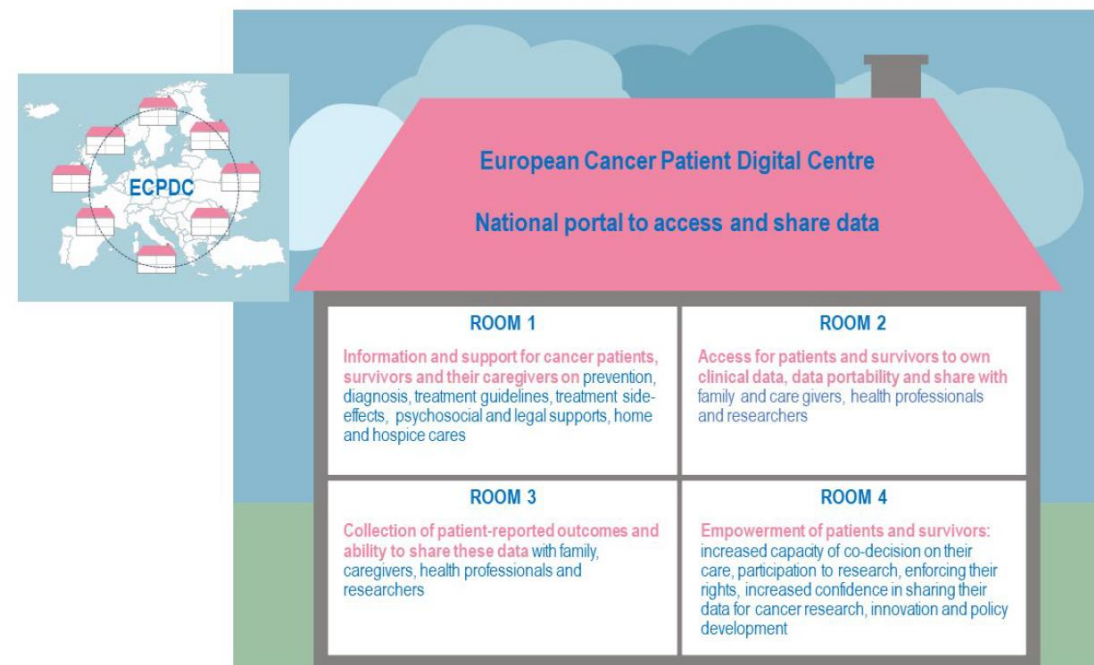 ECPDC
European Cancer Patient Digital Centre
National portal to access and share data
ROOM 1
Information and support for cancer patients,
survivors and their caregivers on prevention,
diagnosis, treatment guidelines, treatment side-
effects, psychosocial and legal supports, home
and hospice cares
ROOM 2
Access for patients and survivors to own
clinical data, data portability and share with
family and care givers, health professionals
and researchers
ROOM 3
Collection of patient-reported outcomes and
ability to share these data with family,
caregivers, health professionals and
researchers
ROOM 4
Empowerment of patients and survivors:
increased capacity of co-decision on their
care, participation to research, enforcing their
rights, increased confidence in sharing their
data for cancer research, innovation and policy
development